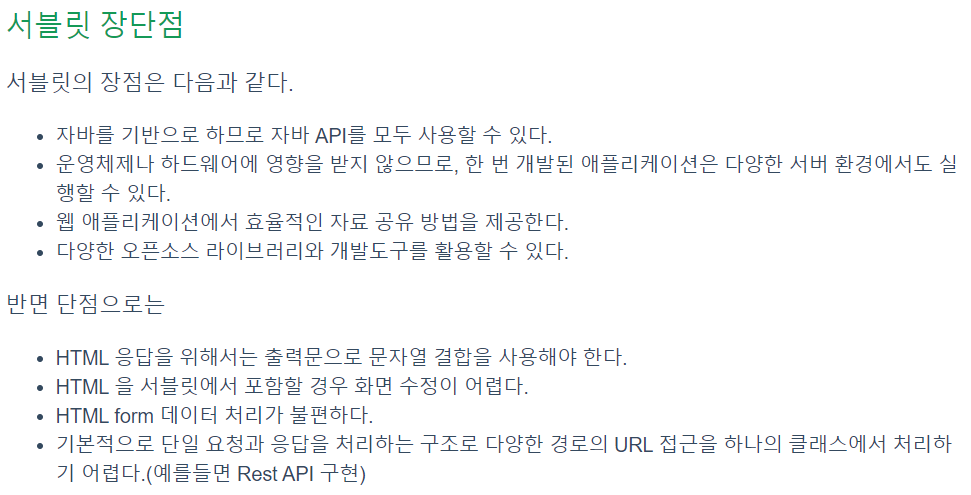 서블릿 장단점
서블릿의 장점은 다음과 같다.
• 자바를 기반으로 하므로 자바 API를 모두 사용할 수 있다.
• 운영체제나 하드웨어에 영향을 받지 않으므로, 한 번 개발된 애플리케이션은 다양한 서버 환경에서도 실
행할 수 있다.
• 웹 애플리케이션에서 효율적인 자료 공유 방법을 제공한다.
• 다양한 오픈소스 라이브러리와 개발도구를 활용할 수 있다.
반면 단점으로는
• HTML 응답을 위해서는 출력문으로 문자열 결합을 사용해야 한다.
• HTML 을 서블릿에서 포함할 경우 화면 수정이 어렵다.
• HTML form 데이터 처리가 불편하다.
• 기본적으로 단일 요청과 응답을 처리하는 구조로 다양한 경로의 URL 접근을 하나의 클래스에서 처리하
기 어렵다.(예를들면 Rest API 구현)